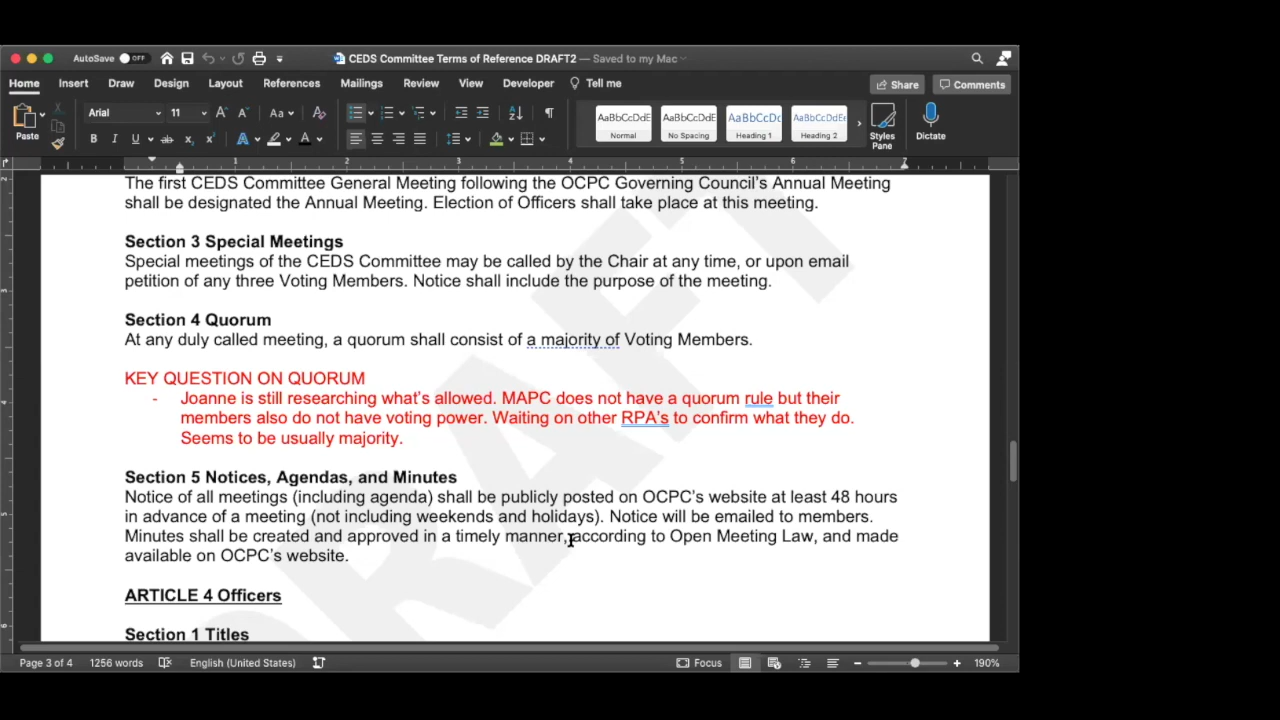 AutoSave OFF CEDS Committee Terms of Reference DRAFT2 — Saved to my Mac
Home Insert Draw Design Layout References Mailings Review View Developer Tell me Share Comments
Paste Arial 11 A A Aa A AaBbCcDdE AaBbCcDdE AaBbCcDc AaBbCcDdEe Styles Pane Dictate
B I U ab x x A A Normal No Spacing Heading 1 Heading 2
1 2 3 4 5 6 7
The first CEDS Committee General Meeting following the OCPC Governing Council's Annual Meeting
shall be designated the Annual Meeting. Election of Officers shall take place at this meeting.
Section 3 Special Meetings
Special meetings of the CEDS Committee may be called by the Chair at any time, or upon email
petition of any three Voting Members. Notice shall include the purpose of the meeting.
Section 4 Quorum
At any duly called meeting, a quorum shall consist of a majority of Voting Members.
KEY QUESTION ON QUORUM
- Joanne is still researching what's allowed. MAPC does not have a quorum rule but their
members also do not have voting power. Waiting on other RPA's to confirm what they do.
Seems to be usually majority.
Section 5 Notices, Agendas, and Minutes
Notice of all meetings (including agenda) shall be publicly posted on OCPC's website at least 48 hours
in advance of a meeting (not including weekends and holidays). Notice will be emailed to members.
Minutes shall be created and approved in a timely manner, according to Open Meeting Law, and made
available on OCPC's website.
ARTICLE 4 Officers
Section 1 Titles
DRAFT
Page 3 of 4 1256 words English (United States) Focus 190%